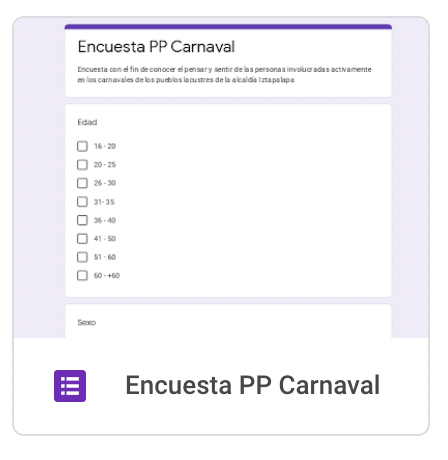 Encuesta PP Carnaval
Encuesta con el fin de conocer el pensar y sentir de las personas involucradas activamente
en los carnavales de los pueblos lacustres de la alcaldía Iztapalapa
Edad
16 - 20
20 - 25
26 - 30
31- 35
36 - 40
41 - 50
51 - 60
60 - +60
Sexo
Encuesta PP Carnaval